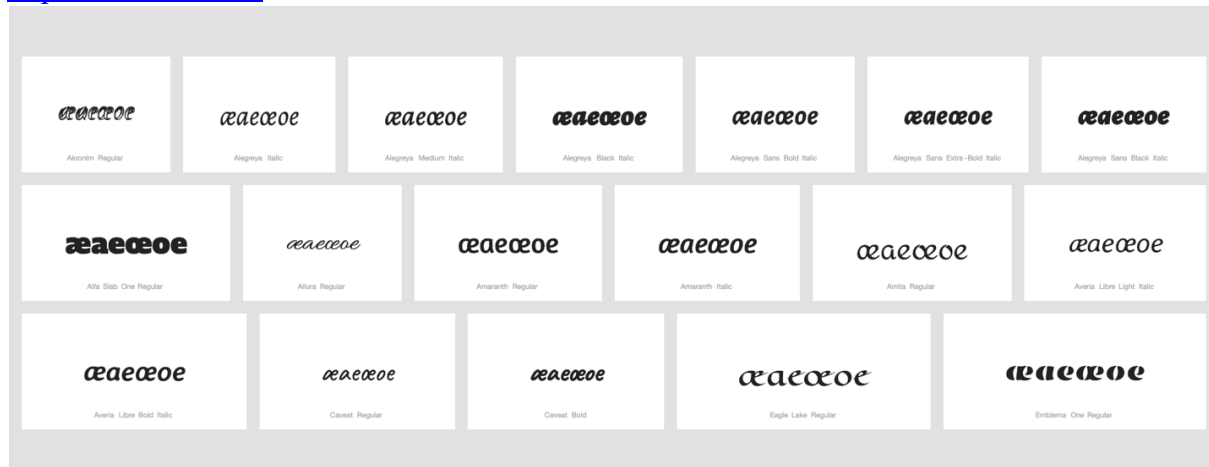 æaeœoe æaeœoe æaeœoe æaeœoe æaeœoe æaeœoe æaeœoe
Akronim Regular Alegreya Italic Alegreya Medium Italic Alegreya Black Italic Alegreya Sans Bold Italic Alegreya Sans Extra-Bold Italic Alegreya Sans Black Italic
æaeœoe æaeœoe æaeœoe æaeœoe æaeœoe æaeœoe
Alfa Slab One Regular Allura Regular Amaranth Regular Amaranth Italic Amita Regular Averia Libre Light Italic
æaeœoe æaeœoe æaeœoe æaeœoe æaeœoe
Averia Libre Bold Italic Caveat Regular Caveat Bold Eagle Lake Regular Emblema One Regular